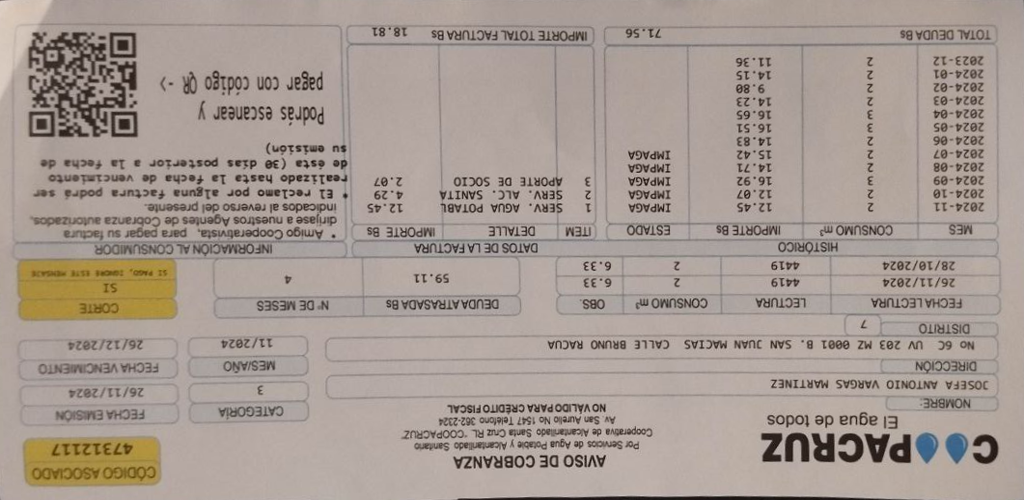 COOPACRUZ
El agua de todos
AVISO DE COBRANZA
Por Servicios de Agua Potable y Alcantarillado Sanitario
Cooperativa de Alcantarillado Santa Cruz RL. "COOPACRUZ"
Av. San Aurelio No 1547 Teléfono 362-2324
NO VÁLIDO PARA CRÉDITO FISCAL
CÓDIGO ASOCIADO
47312117
NOMBRE:
JOSEFA ANTONIO VARGAS MARTINEZ
CATEGORÍA
3
FECHA EMISIÓN
26/11/2024
DIRECCIÓN
No 6C UV 203 MZ 0001 B. SAN JUAN MACIAS CALLE BRUNO RACUA
MES/AÑO
11/2024
FECHA VENCIMIENTO
26/12/2024
DISTRITO
7
FECHA LECTURA LECTURA CONSUMO m³ OBS.
26/11/2024 4419 2 6.33
28/10/2024 4419 2 6.33
DEUDA ATRASADA Bs Nº DE MESES
59.11 4
CORTE
SI
SI PAGO, IGNORE ESTE MENSAJE
HISTÓRICO
MES CONSUMO m³ IMPORTE Bs ESTADO
2024-11 2 12.45 IMPAGA
2024-10 2 12.07 IMPAGA
2024-09 3 16.92 IMPAGA
2024-08 2 14.71 IMPAGA
2024-07 2 15.42 IMPAGA
2024-06 2 14.83
2024-05 3 16.51
2024-04 3 16.65
2024-03 2 14.23
2024-02 2 9.80
2024-01 2 14.15
2023-12 2 11.36
TOTAL DEUDA Bs 71.56
DATOS DE LA FACTURA
ITEM DETALLE IMPORTE Bs
1 SERV. AGUA POTABL 12.45
2 SERV. ALC. SANITA 4.29
3 APORTE DE SOCIO 2.07
IMPORTE TOTAL FACTURA Bs 18.81
INFORMACIÓN AL CONSUMIDOR
* Amigo Cooperativista, para pagar su factura
dirijase a nuestros Agentes de Cobranza autorizados,
indicados al reverso del presente.
* El reclamo por alguna factura podrá ser
realizado hasta la fecha de vencimiento
de ésta (30 días posterior a la fecha de
su emisión)
Podrás escanear y
pagar con código QR ->